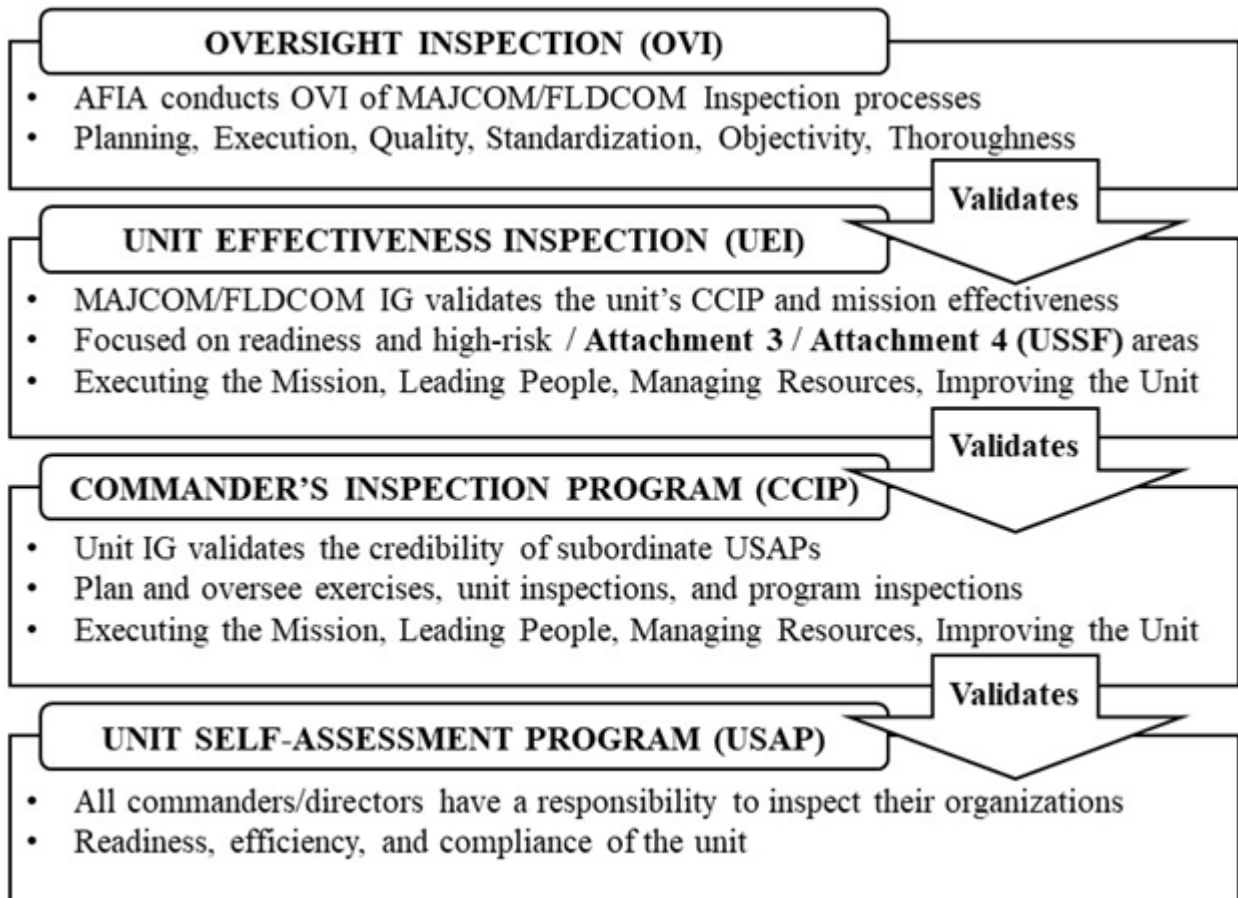 OVERSIGHT INSPECTION (OVI)
• AFIA conducts OVI of MAJCOM/FLDCOM Inspection processes
• Planning, Execution, Quality, Standardization, Objectivity, Thoroughness
Validates
UNIT EFFECTIVENESS INSPECTION (UEI)
• MAJCOM/FLDCOM IG validates the unit's CCIP and mission effectiveness
• Focused on readiness and high-risk / Attachment 3 / Attachment 4 (USSF) areas
• Executing the Mission, Leading People, Managing Resources, Improving the Unit
Validates
COMMANDER'S INSPECTION PROGRAM (CCIP)
• Unit IG validates the credibility of subordinate USAPs
• Plan and oversee exercises, unit inspections, and program inspections
• Executing the Mission, Leading People, Managing Resources, Improving the Unit
Validates
UNIT SELF-ASSESSMENT PROGRAM (USAP)
• All commanders/directors have a responsibility to inspect their organizations
• Readiness, efficiency, and compliance of the unit